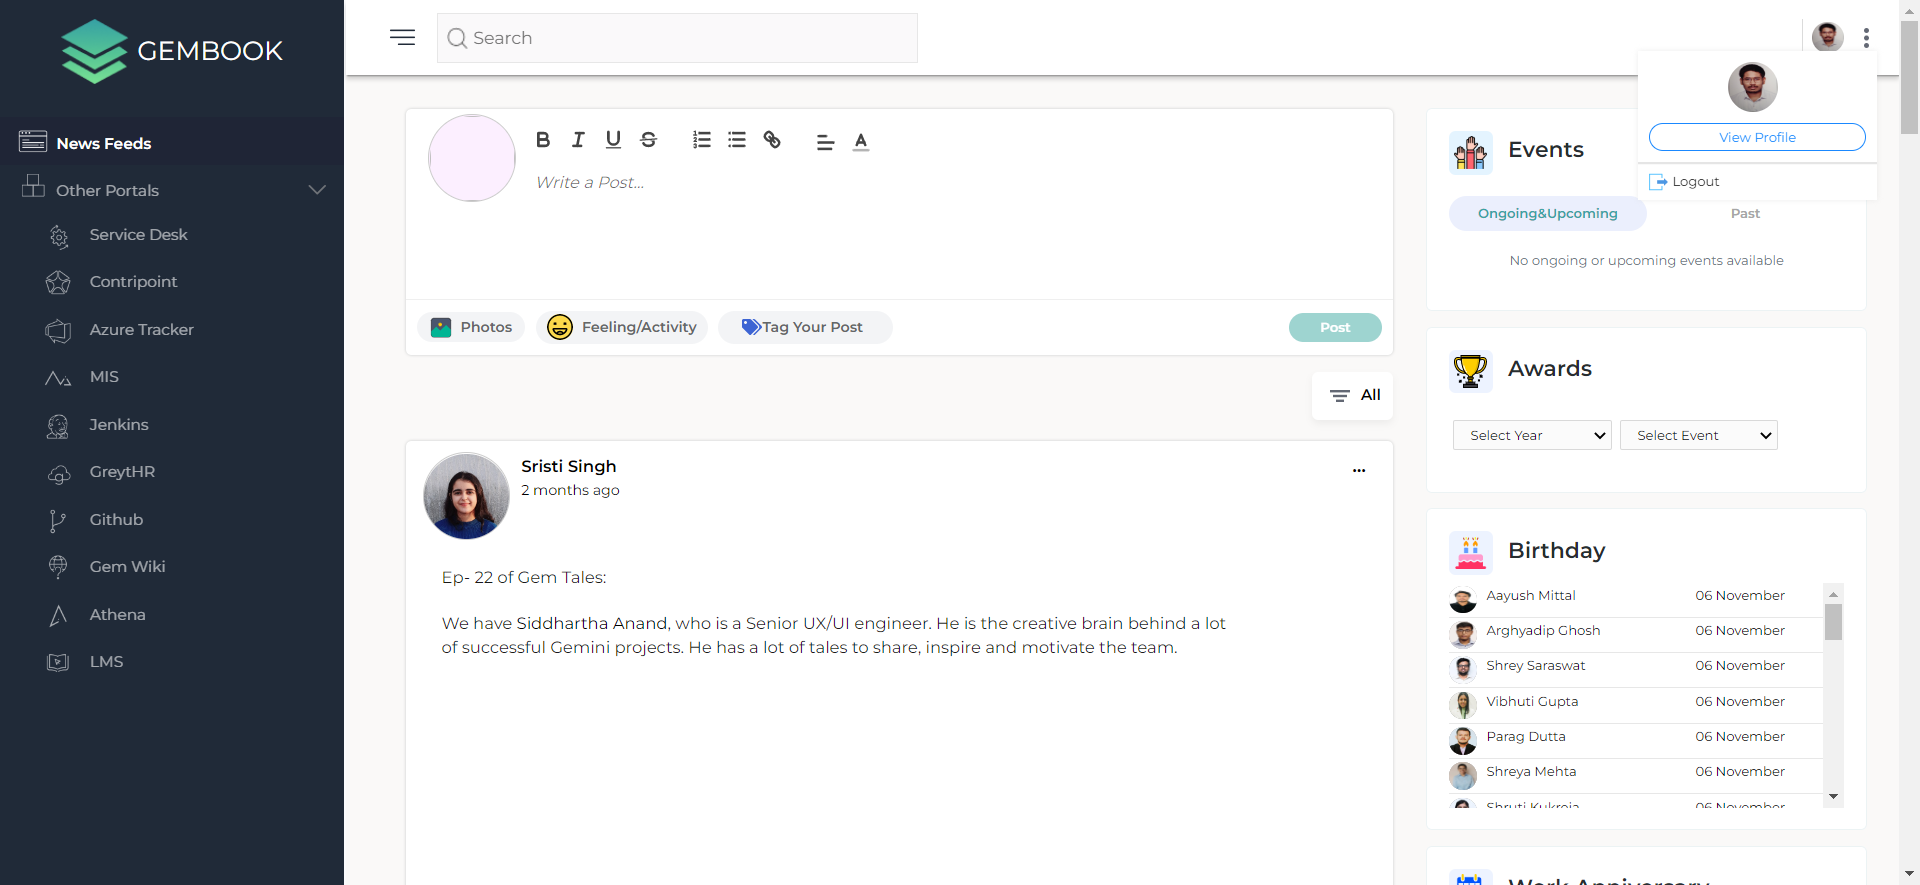 GEMBOOK
News Feeds
Other Portals
Service Desk
Contripoint
Azure Tracker
MIS
Jenkins
GreytHR
Github
Gem Wiki
Athena
LMS
Search
View Profile
Logout
B I U S A
Write a Post...
Photos
Feeling/Activity
Tag Your Post
Post
All
Sristi Singh
2 months ago
Ep- 22 of Gem Tales:
We have Siddhartha Anand, who is a Senior UX/UI engineer. He is the creative brain behind a lot
of successful Gemini projects. He has a lot of tales to share, inspire and motivate the team.
Events
Ongoing&Upcoming
Past
No ongoing or upcoming events available
Awards
Select Year
Select Event
Birthday
Aayush Mittal 06 November
Arghyadip Ghosh 06 November
Shrey Saraswat 06 November
Vibhuti Gupta 06 November
Parag Dutta 06 November
Shreya Mehta 06 November
Shruti Kukreja 06 November
Work Anniversary